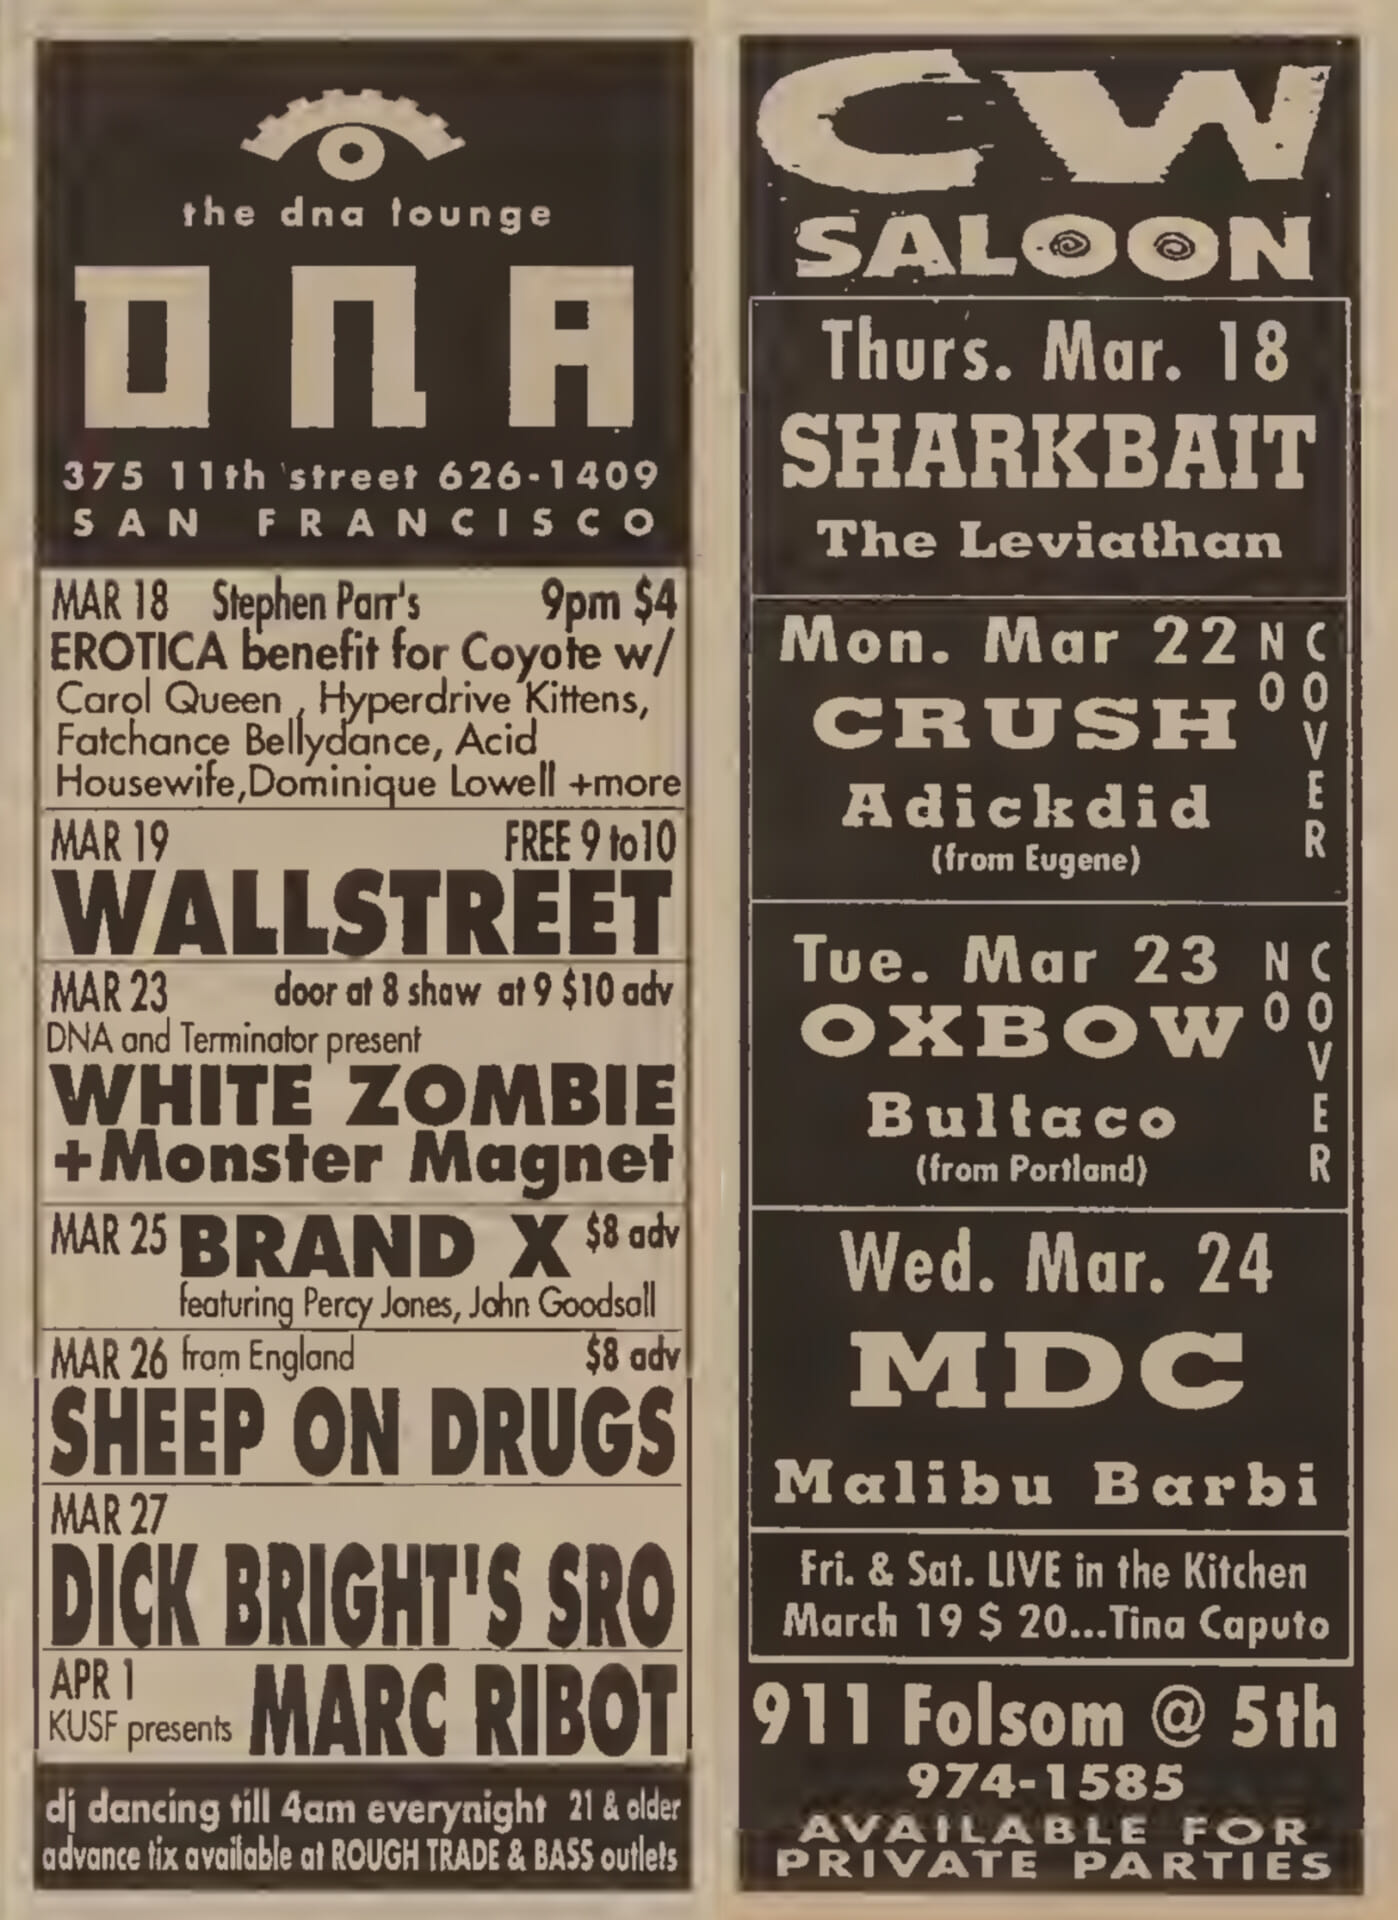 the dna lounge
DNA
375 11th street 626-1409
SAN FRANCISCO
MAR 18 Stephen Parr's 9pm $4
EROTICA benefit for Coyote w/
Carol Queen , Hyperdrive Kittens,
Fatchance Bellydance, Acid
Housewife,Dominique Lowell +more
MAR 19 FREE 9 to10
WALLSTREET
MAR 23 door at 8 show at 9 $10 adv
DNA and Terminator present
WHITE ZOMBIE
+Monster Magnet
MAR 25 BRAND X $8 adv
featuring Percy Jones, John Goodsall
MAR 26 from England $8 adv
SHEEP ON DRUGS
MAR 27
DICK BRIGHT'S SRO
APR 1
KUSF presents MARC RIBOT
dj dancing till 4am everynight 21 & older
advance tix available at ROUGH TRADE & BASS outlets
CW
SALOON
Thurs. Mar. 18
SHARKBAIT
The Leviathan
Mon. Mar 22
CRUSH
Adickdid
(from Eugene)
NO COVER
Tue. Mar 23
OXBOW
Bultaco
(from Portland)
NO COVER
Wed. Mar. 24
MDC
Malibu Barbi
Fri. & Sat. LIVE in the Kitchen
March 19 $ 20...Tina Caputo
911 Folsom @ 5th
974-1585
AVAILABLE FOR
PRIVATE PARTIES